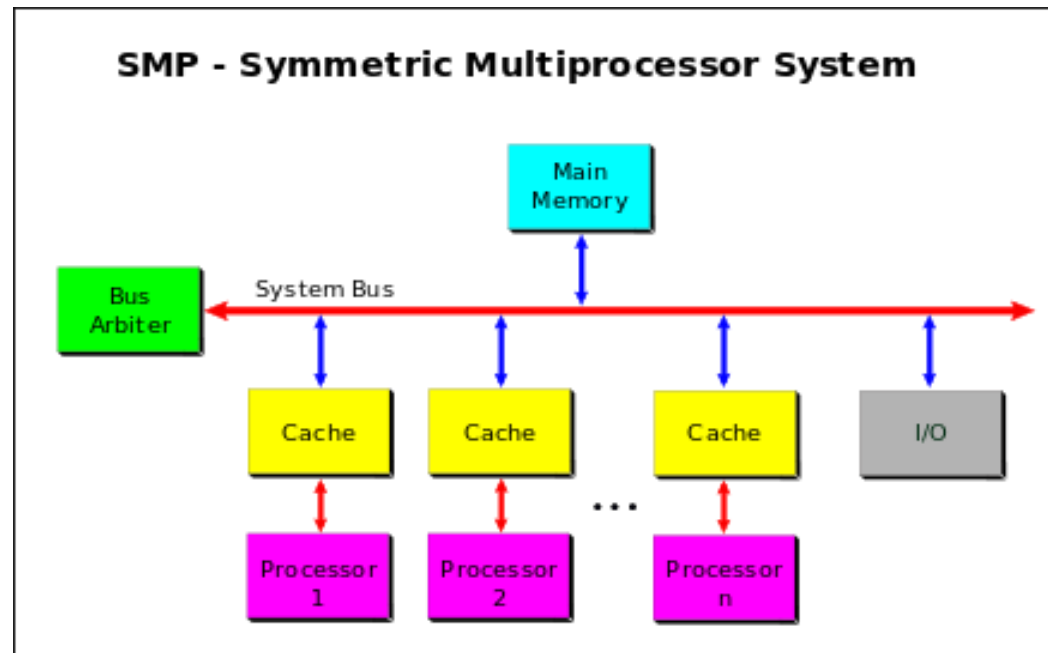 SMP - Symmetric Multiprocessor System
Main
Memory
System Bus
Bus
Arbiter
Cache
Cache
Cache
I/O
...
Processor
1
Processor
2
Processor
n